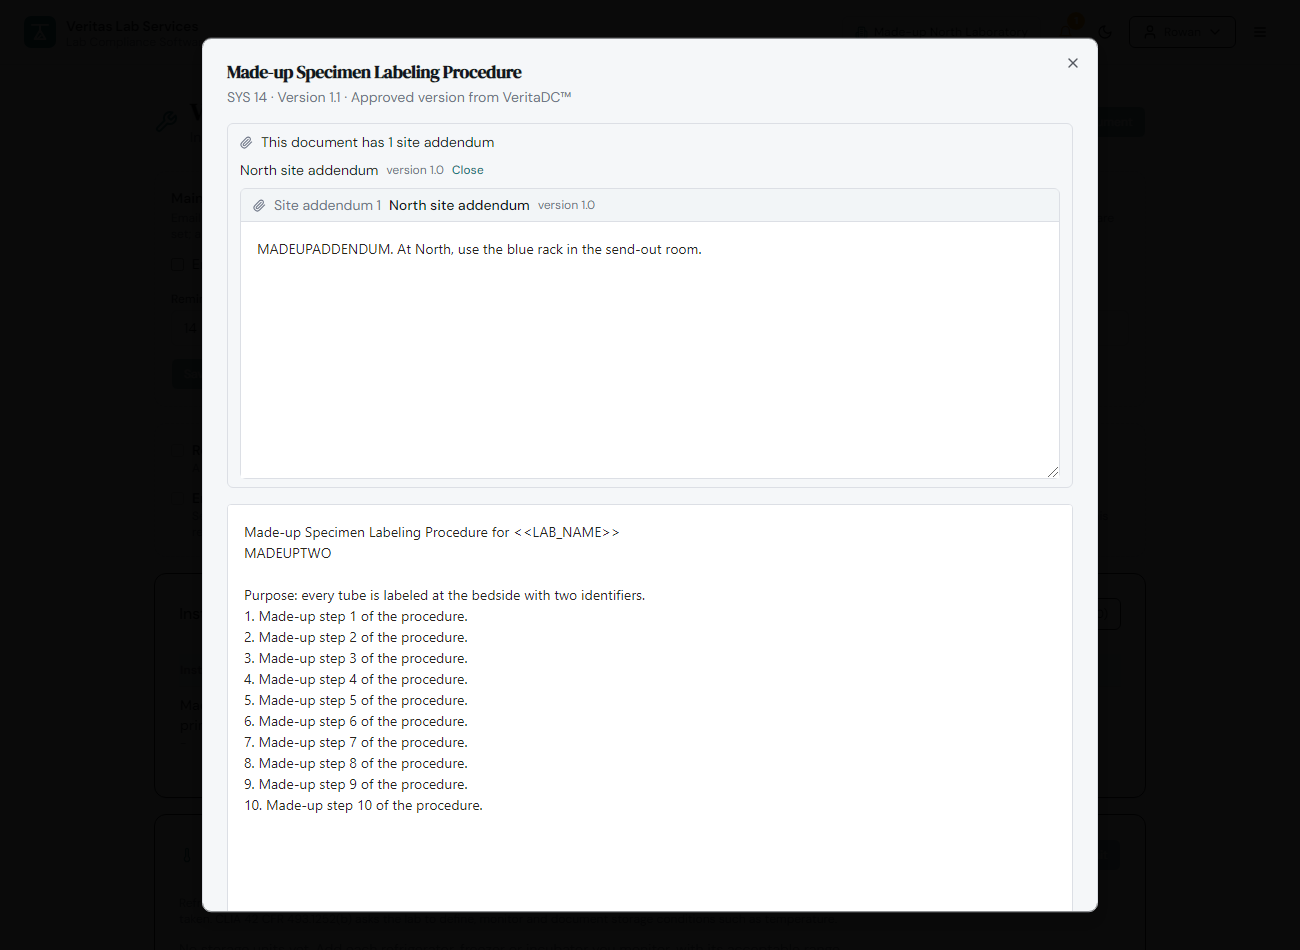 Veritas Lab Services
Made-up Specimen Labeling Procedure
SYS 14 · Version 1.1 · Approved version from VeritaDC™
This document has 1 site addendum
North site addendum version 1.0 Close
Site addendum 1 North site addendum version 1.0
MADEUPADDENDUM. At North, use the blue rack in the send-out room.
Made-up Specimen Labeling Procedure for <<LAB_NAME>>
MADEUPTWO
Purpose: every tube is labeled at the bedside with two identifiers.
1. Made-up step 1 of the procedure.
2. Made-up step 2 of the procedure.
3. Made-up step 3 of the procedure.
4. Made-up step 4 of the procedure.
5. Made-up step 5 of the procedure.
6. Made-up step 6 of the procedure.
7. Made-up step 7 of the procedure.
8. Made-up step 8 of the procedure.
9. Made-up step 9 of the procedure.
10. Made-up step 10 of the procedure.